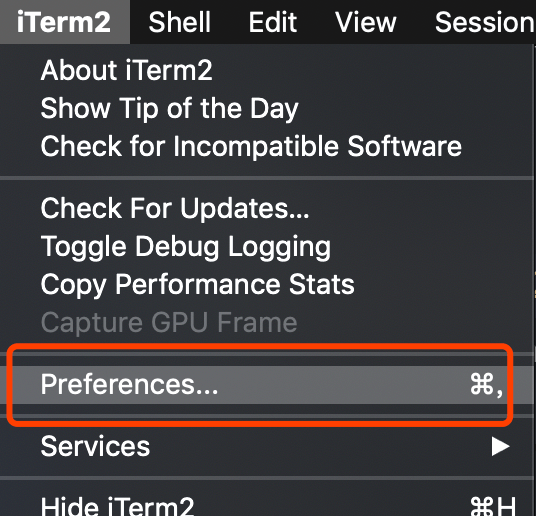 iTerm2 Shell Edit View Session
About iTerm2
Show Tip of the Day
Check for Incompatible Software
Check For Updates...
Toggle Debug Logging
Copy Performance Stats
Capture GPU Frame
Preferences... ⌘,
Services ▶
Hide iTerm2 ⌘H